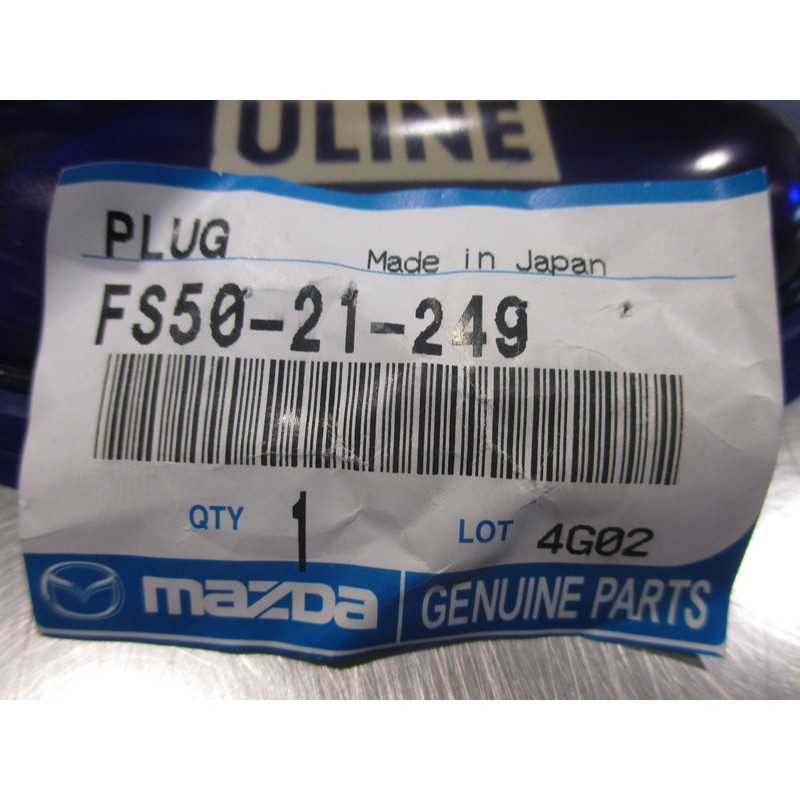 ULINE
PLUG
Made in Japan
FS50-21-249
QTY 1 LOT 4G02
mazda GENUINE PARTS